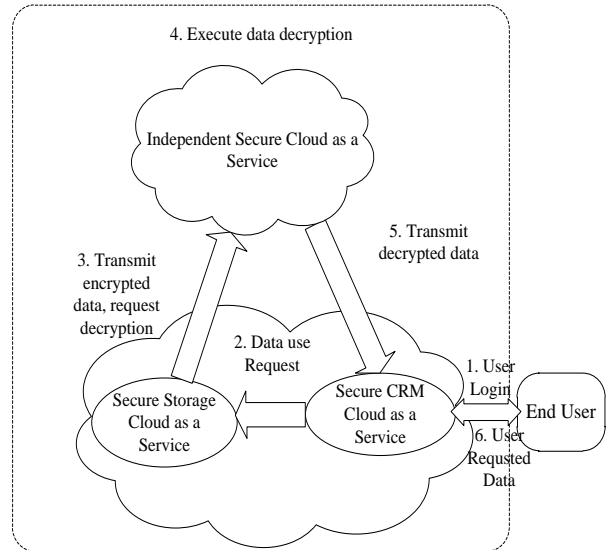 4. Execute data decryption
Independent Secure Cloud as a
Service
5. Transmit
decrypted data
3. Transmit
encrypted
data, request
decryption
2. Data use
Request
1. User
Login
Secure Storage
Cloud as a
Service
Secure CRM
Cloud as a
Service
End User
6. User
Requsted
Data